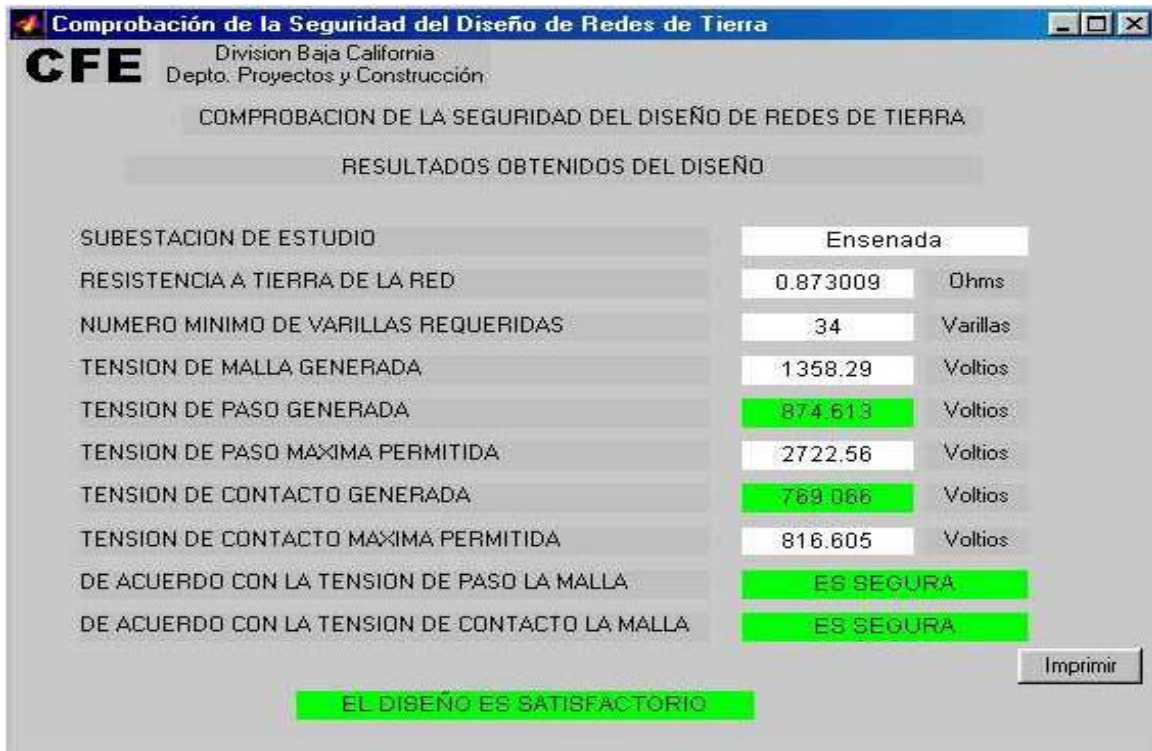 Comprobación de la Seguridad del Diseño de Redes de Tierra
CFE
Division Baja California
Depto. Proyectos y Construcción
COMPROBACION DE LA SEGURIDAD DEL DISEÑO DE REDES DE TIERRA
RESULTADOS OBTENIDOS DEL DISEÑO
SUBESTACION DE ESTUDIO Ensenada
RESISTENCIA A TIERRA DE LA RED 0.873009 Ohms
NUMERO MINIMO DE VARILLAS REQUERIDAS 34 Varillas
TENSION DE MALLA GENERADA 1358.29 Voltios
TENSION DE PASO GENERADA 874.613 Voltios
TENSION DE PASO MAXIMA PERMITIDA 2722.56 Voltios
TENSION DE CONTACTO GENERADA 769.066 Voltios
TENSION DE CONTACTO MAXIMA PERMITIDA 816.605 Voltios
DE ACUERDO CON LA TENSION DE PASO LA MALLA ES SEGURA
DE ACUERDO CON LA TENSION DE CONTACTO LA MALLA ES SEGURA
Imprimir
EL DISEÑO ES SATISFACTORIO